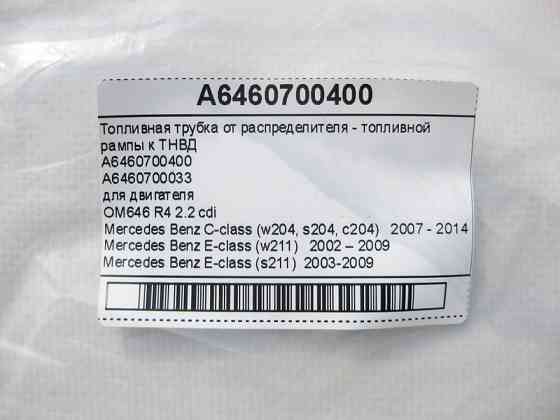 A6460700400
Топливная трубка от распределителя - топливной
рампы к ТНВД
A6460700400
A6460700033
для двигателя
OM646 R4 2.2 cdi
Mercedes Benz C-class (w204, s204, c204) 2007 - 2014
Mercedes Benz E-class (w211) 2002 – 2009
Mercedes Benz E-class (s211) 2003-2009